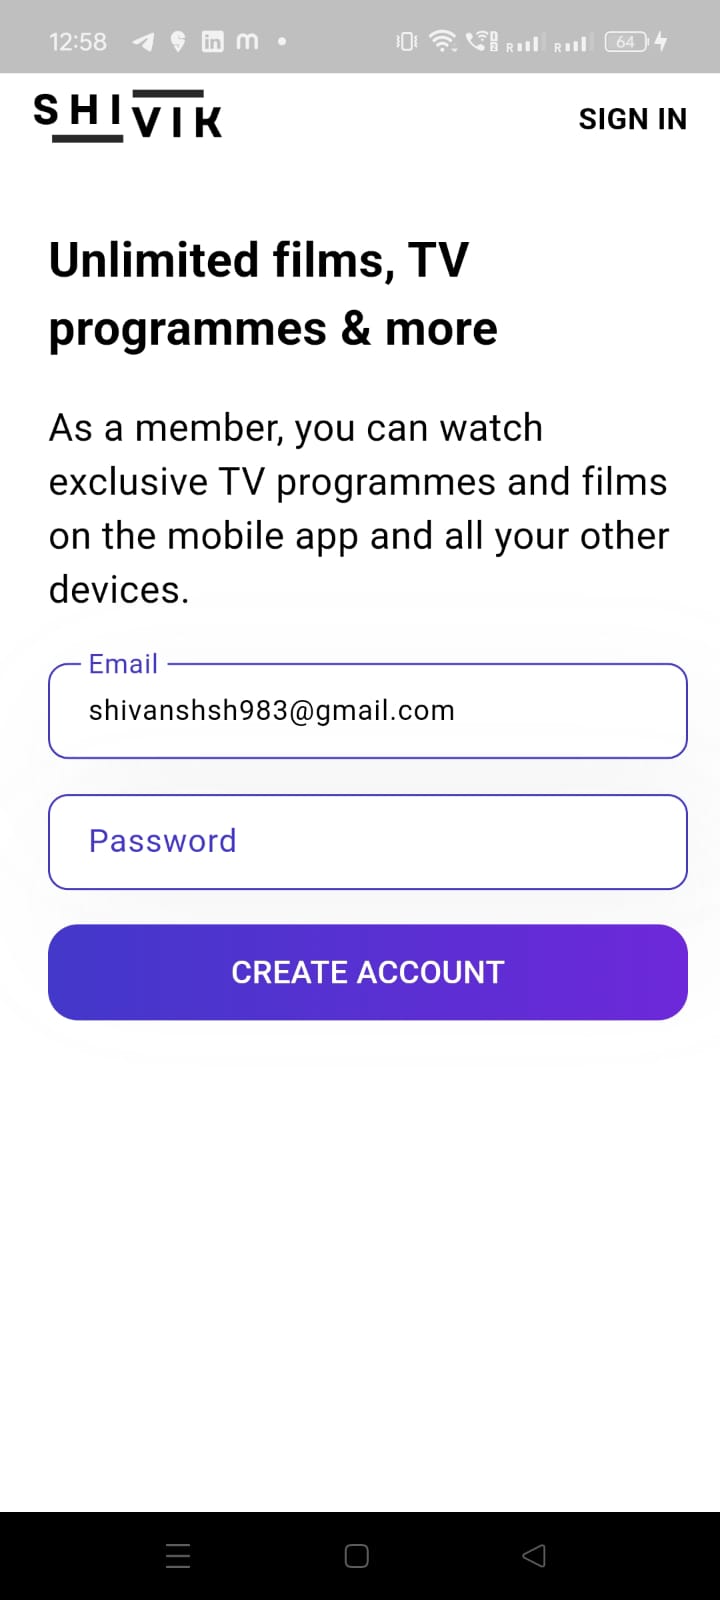 12:58
64
SHIVIK
SIGN IN
Unlimited films, TV
programmes & more
As a member, you can watch
exclusive TV programmes and films
on the mobile app and all your other
devices.
Email
shivanshsh983@gmail.com
Password
CREATE ACCOUNT